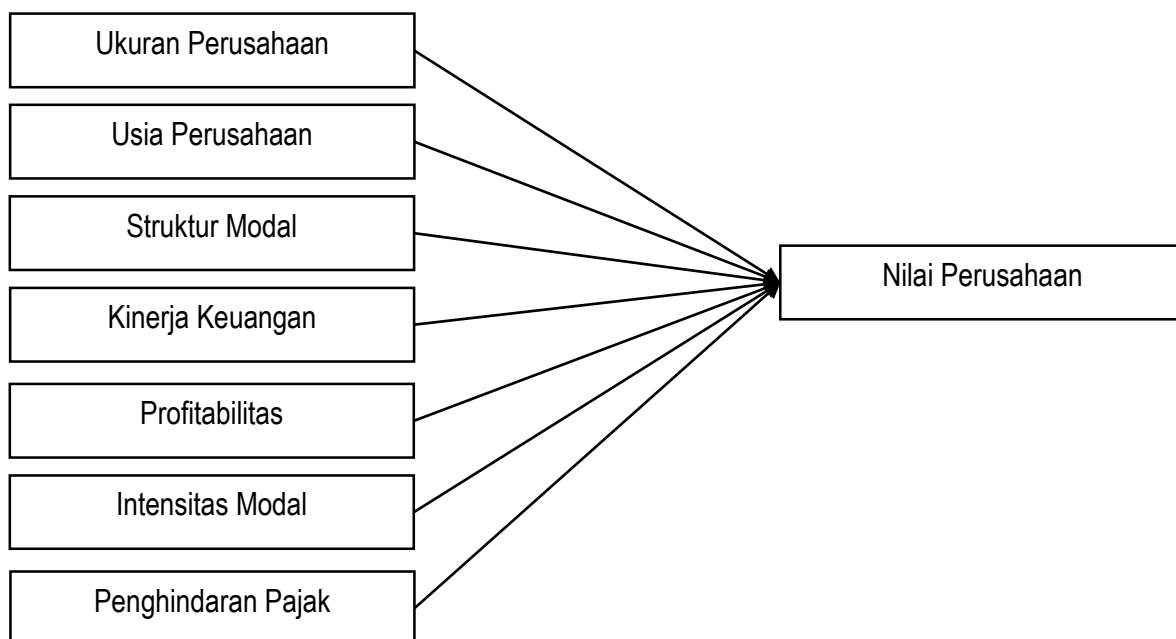 Ukuran Perusahaan
Usia Perusahaan
Struktur Modal
Kinerja Keuangan
Profitabilitas
Intensitas Modal
Penghindaran Pajak
Nilai Perusahaan